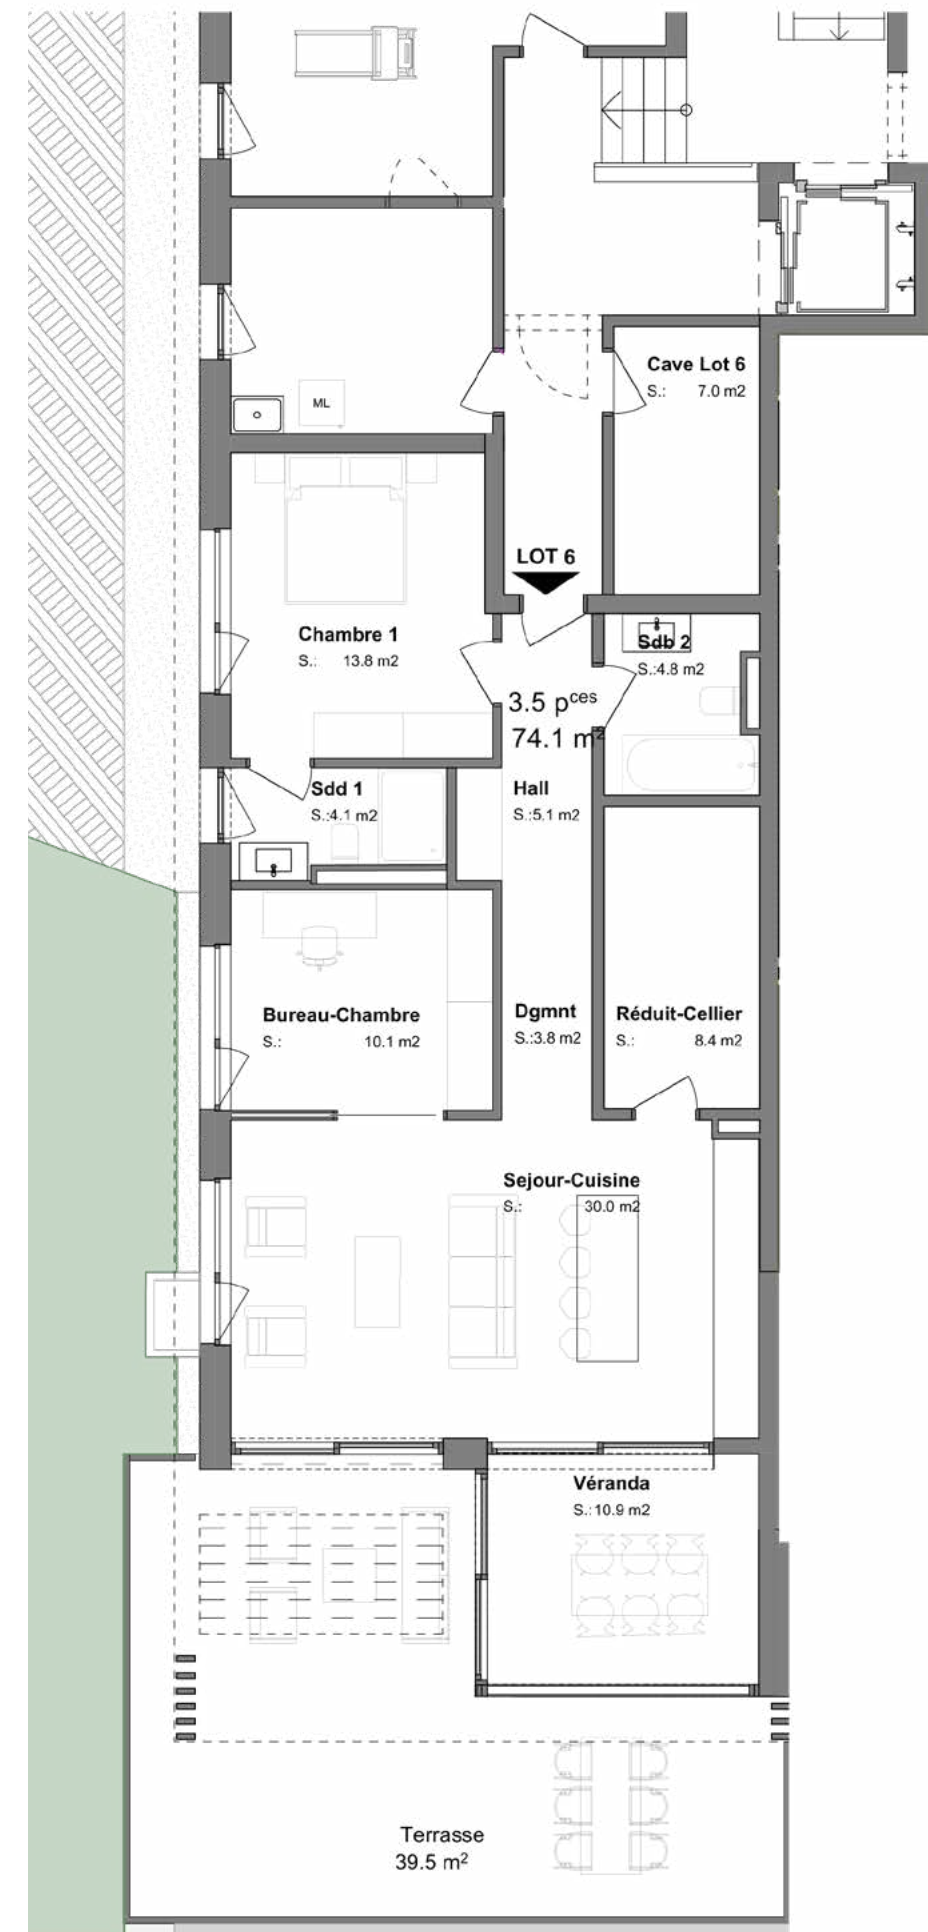 Cave Lot 6
S.: 7.0 m2
ML
LOT 6
Chambre 1
S.: 13.8 m2
Sdb 2
S.:4.8 m2
3.5 pces
74.1 m²
Sdd 1
S.:4.1 m2
Hall
S.:5.1 m2
Bureau-Chambre
S.: 10.1 m2
Dgmnt
S.:3.8 m2
Réduit-Cellier
S.: 8.4 m2
Sejour-Cuisine
S.: 30.0 m2
Véranda
S.:10.9 m2
Terrasse
39.5 m²